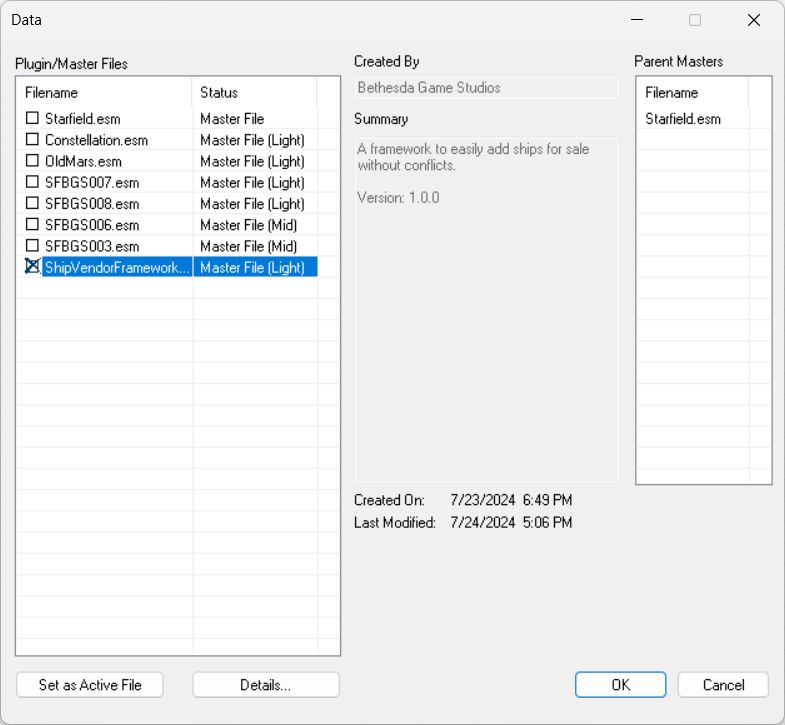 Data
Plugin/Master Files
Filename Status
Starfield.esm Master File
Constellation.esm Master File (Light)
OldMars.esm Master File (Light)
SFBGS007.esm Master File (Light)
SFBGS008.esm Master File (Light)
SFBGS006.esm Master File (Mid)
SFBGS003.esm Master File (Mid)
ShipVendorFramework... Master File (Light)
Created By
Bethesda Game Studios
Summary
A framework to easily add ships for sale
without conflicts.
Version: 1.0.0
Created On: 7/23/2024 6:49 PM
Last Modified: 7/24/2024 5:06 PM
Parent Masters
Filename
Starfield.esm
Set as Active File
Details...
OK
Cancel